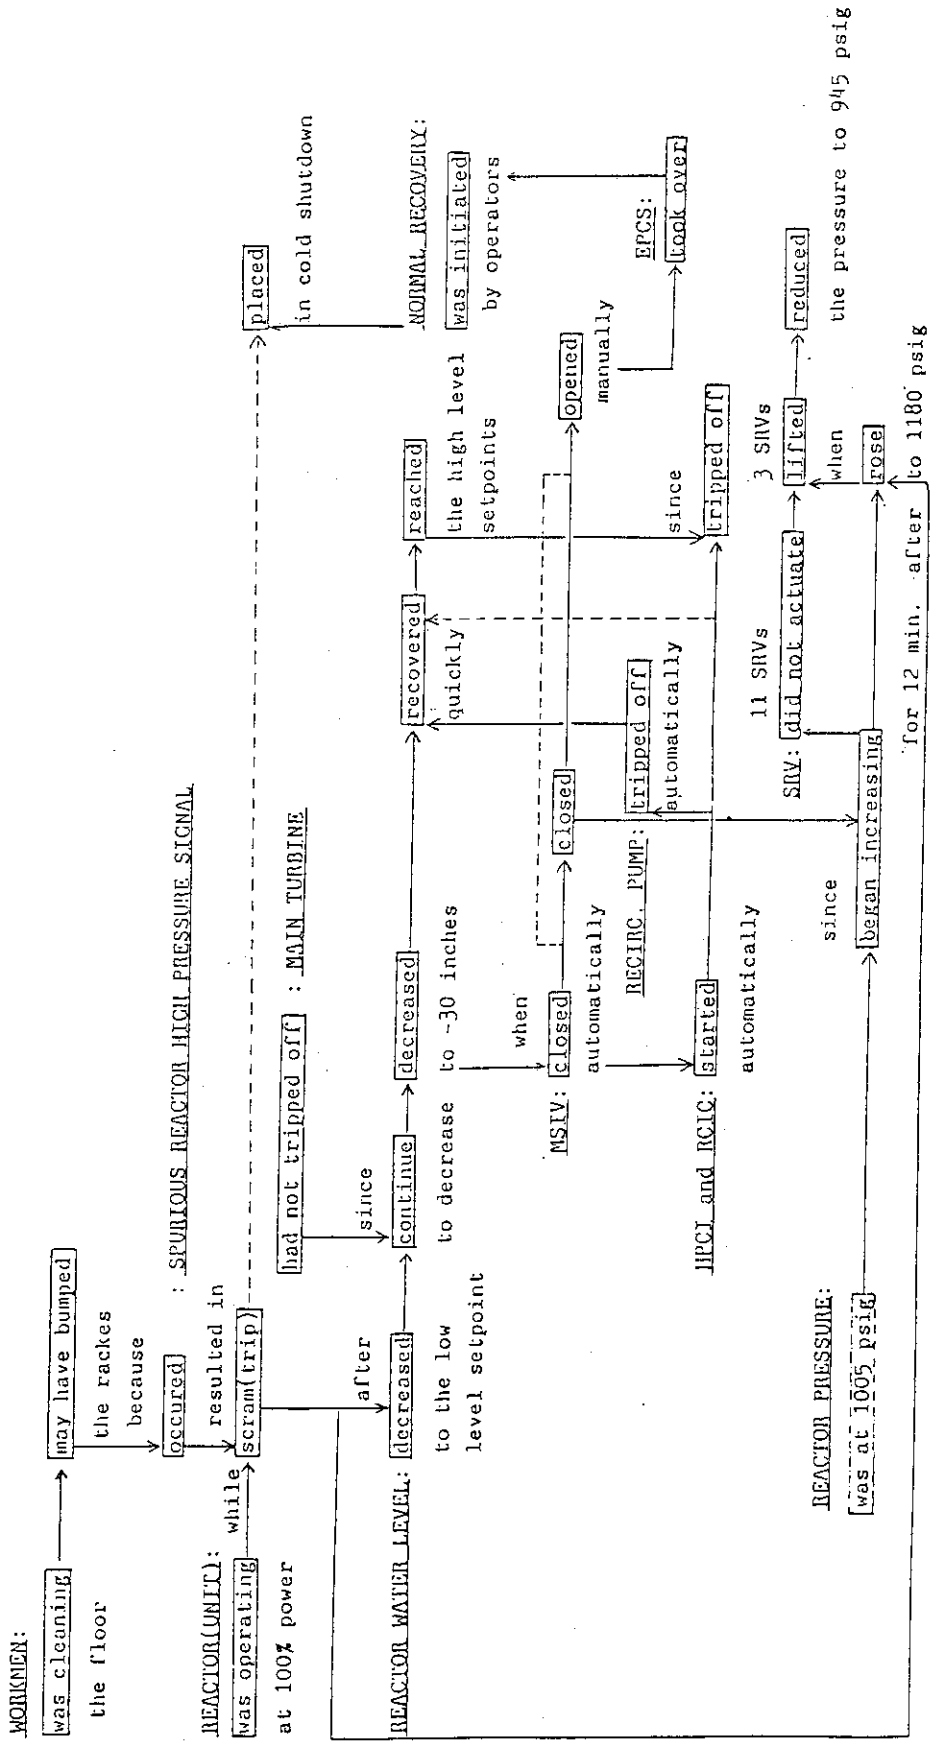 WORKMEN:
was cleaning
the floor
may have bumped
the rackes
because
occured
: SPURIOUS REACTOR HIGH PRESSURE SIGNAL
resulted in
REACTOR(UNIT):
was operating
at 100% power
while
scram(trip)
placed
in cold shutdown
had not tripped off
: MAIN TURBINE
after
since
REACTOR WATER LEVEL:
decreased
to the low
level setpoint
continue
to decrease
decreased
to -30 inches
recovered
quickly
reached
the high level
setpoints
NORMAL RECOVERY:
was initiated
by operators
when
MSIV:
closed
automatically
closed
opened
manually
RECIRC. PUMP:
tripped off
automatically
EPCS:
took over
HPCI and RCIC:
started
automatically
since
tripped off
SRV:
11 SRVs
did not actuate
3 SRVs
lifted
reduced
the pressure to 945 psig
REACTOR PRESSURE:
was at 1005 psig
since
began increasing
when
rose
for 12 min. after
to 1180 psig